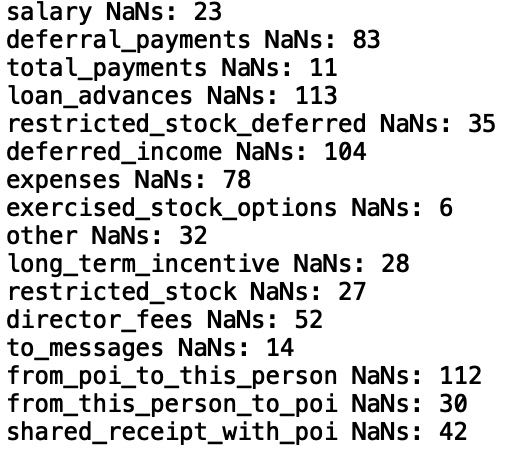 salary NaNs: 23
deferral_payments NaNs: 83
total_payments NaNs: 11
loan_advances NaNs: 113
restricted_stock_deferred NaNs: 35
deferred_income NaNs: 104
expenses NaNs: 78
exercised_stock_options NaNs: 6
other NaNs: 32
long_term_incentive NaNs: 28
restricted_stock NaNs: 27
director_fees NaNs: 52
to_messages NaNs: 14
from_poi_to_this_person NaNs: 112
from_this_person_to_poi NaNs: 30
shared_receipt_with_poi NaNs: 42